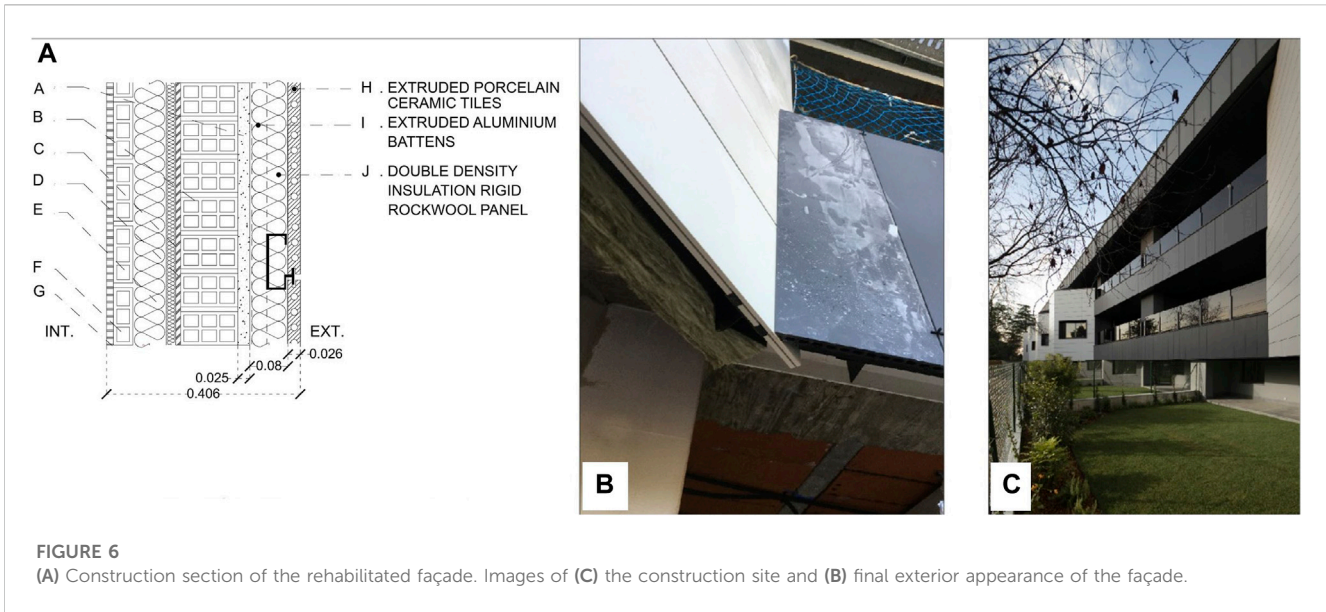 A
A
B
C
D
E
F
G
INT.
EXT.
H . EXTRUDED PORCELAIN
CERAMIC TILES
I . EXTRUDED ALUMINIUM
BATTENS
J . DOUBLE DENSITY
INSULATION RIGID
ROCKWOOL PANEL
0.026
0.08
0.025
0.406
B
C
FIGURE 6
(A) Construction section of the rehabilitated façade. Images of (C) the construction site and (B) final exterior appearance of the façade.